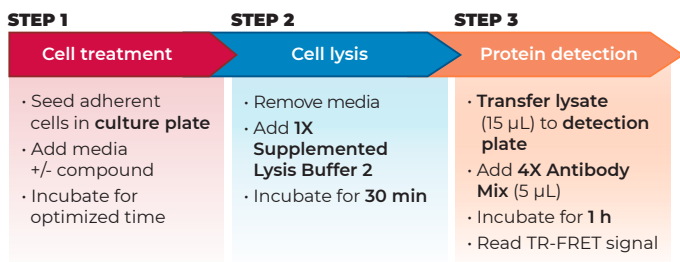 STEP 1
Cell treatment
· Seed adherent
cells in culture plate
· Add media
+/- compound
· Incubate for
optimized time
STEP 2
Cell lysis
· Remove media
· Add 1X
Supplemented
Lysis Buffer 2
· Incubate for 30 min
STEP 3
Protein detection
· Transfer lysate
(15 µL) to detection
plate
· Add 4X Antibody
Mix (5 µL)
· Incubate for 1 h
· Read TR-FRET signal